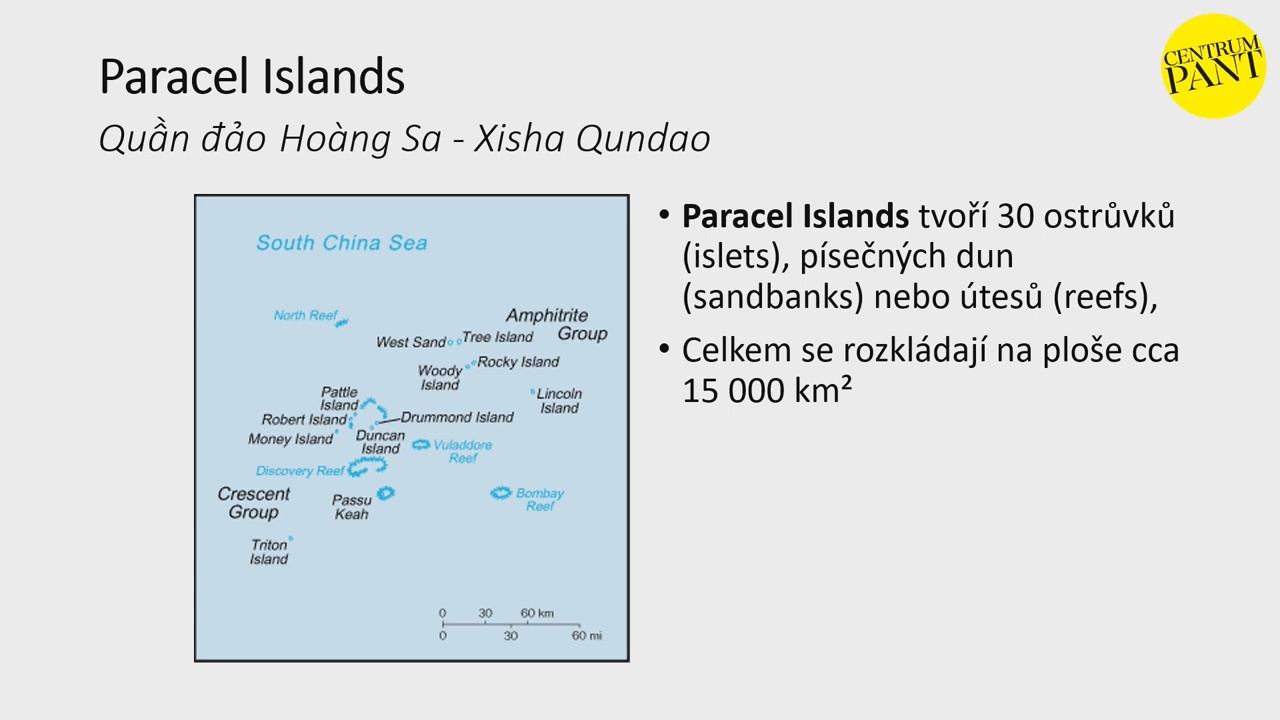 CENTRUM
PANT
Paracel Islands
Quần đảo Hoàng Sa - Xisha Qundao
South China Sea
North Reef
Amphitrite
Group
West Sand
Tree Island
Rocky Island
Woody
Island
Lincoln
Island
Pattle
Island
Robert Island
Drummond Island
Money Island
Duncan
Island
Vuladdore
Reef
Discovery Reef
Crescent
Group
Passu
Keah
Bombay
Reef
Triton
Island
0 30 60 km
0 30 60 mi
• Paracel Islands tvoří 30 ostrůvků
(islets), písečných dun
(sandbanks) nebo útesů (reefs),
• Celkem se rozkládají na ploše cca
15 000 km²